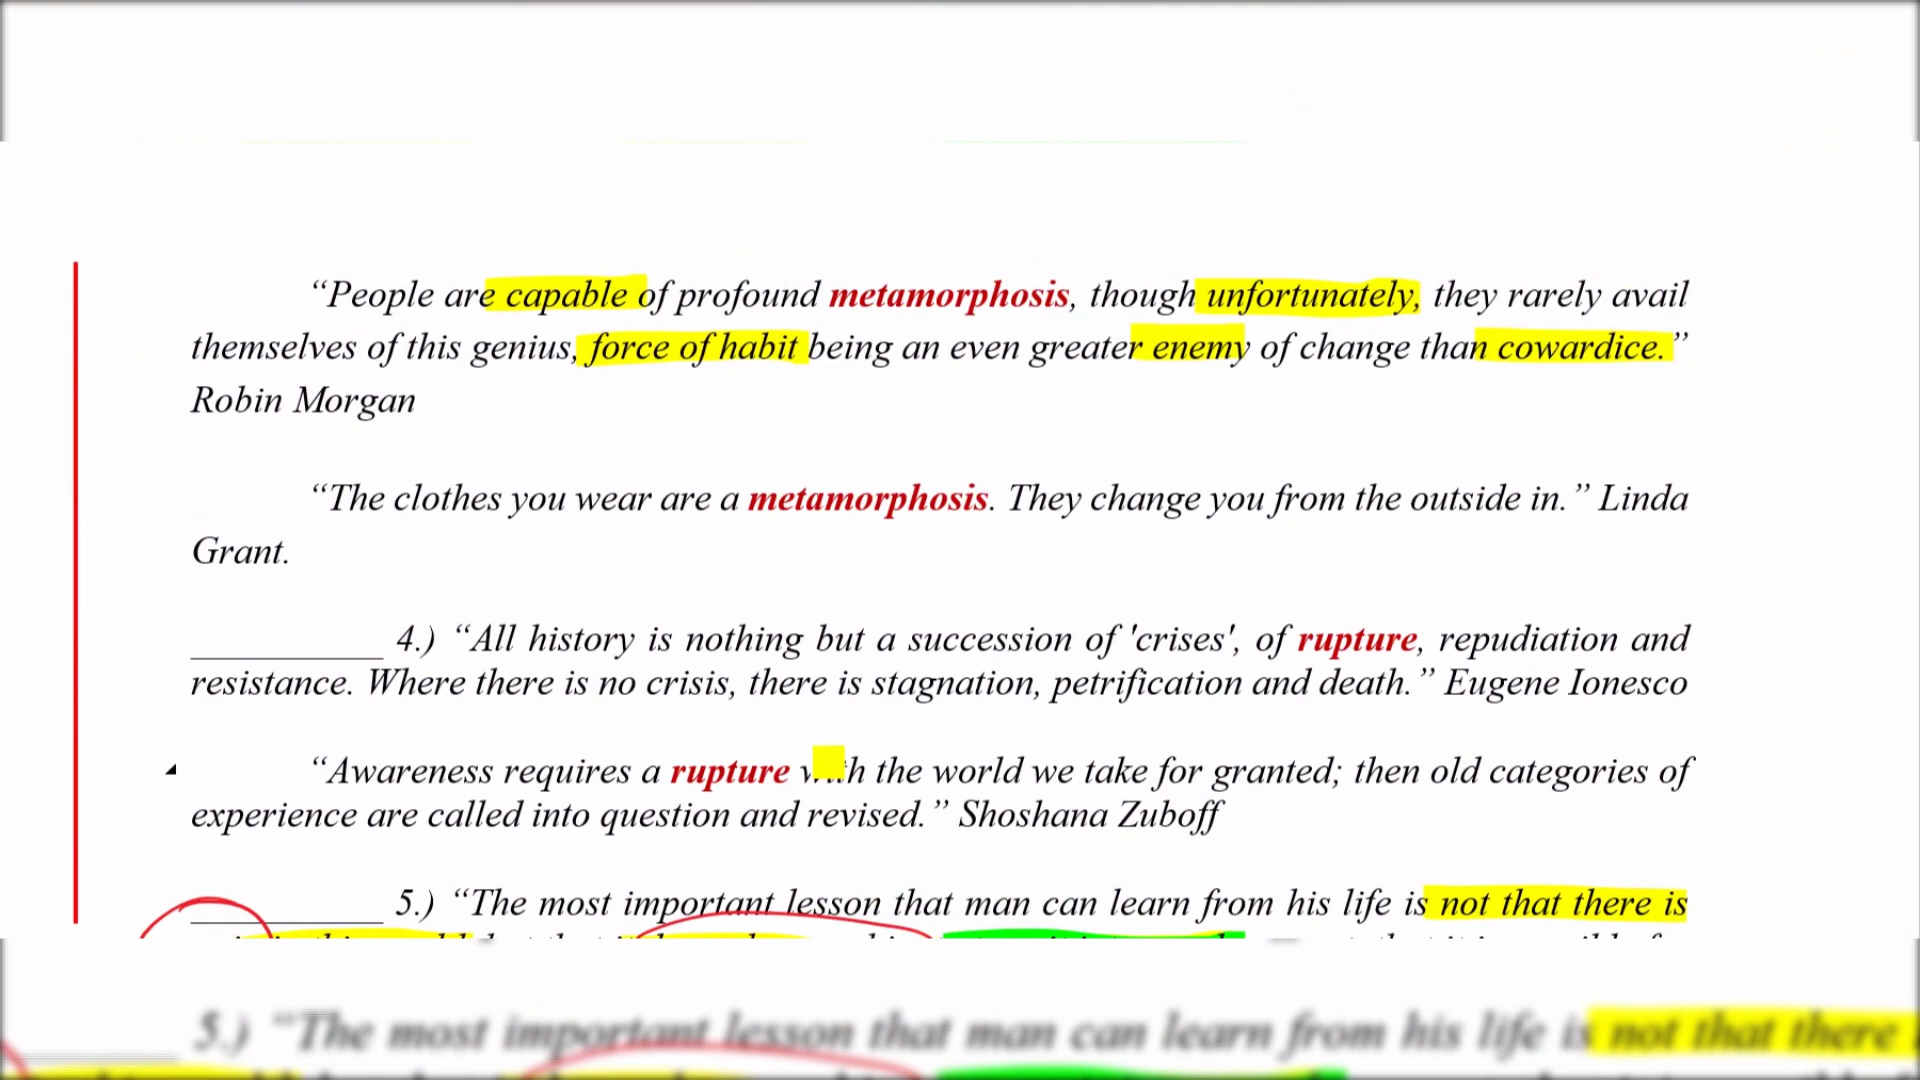 “People are capable of profound metamorphosis, though unfortunately, they rarely avail
themselves of this genius, force of habit being an even greater enemy of change than cowardice.”
Robin Morgan
“The clothes you wear are a metamorphosis. They change you from the outside in.” Linda
Grant.
__________ 4.) “All history is nothing but a succession of 'crises', of rupture, repudiation and
resistance. Where there is no crisis, there is stagnation, petrification and death.” Eugene Ionesco
“Awareness requires a rupture with the world we take for granted; then old categories of
experience are called into question and revised.” Shoshana Zuboff
__________ 5.) “The most important lesson that man can learn from his life is not that there is
5.) “The most important lesson that man can learn from his life is not that there